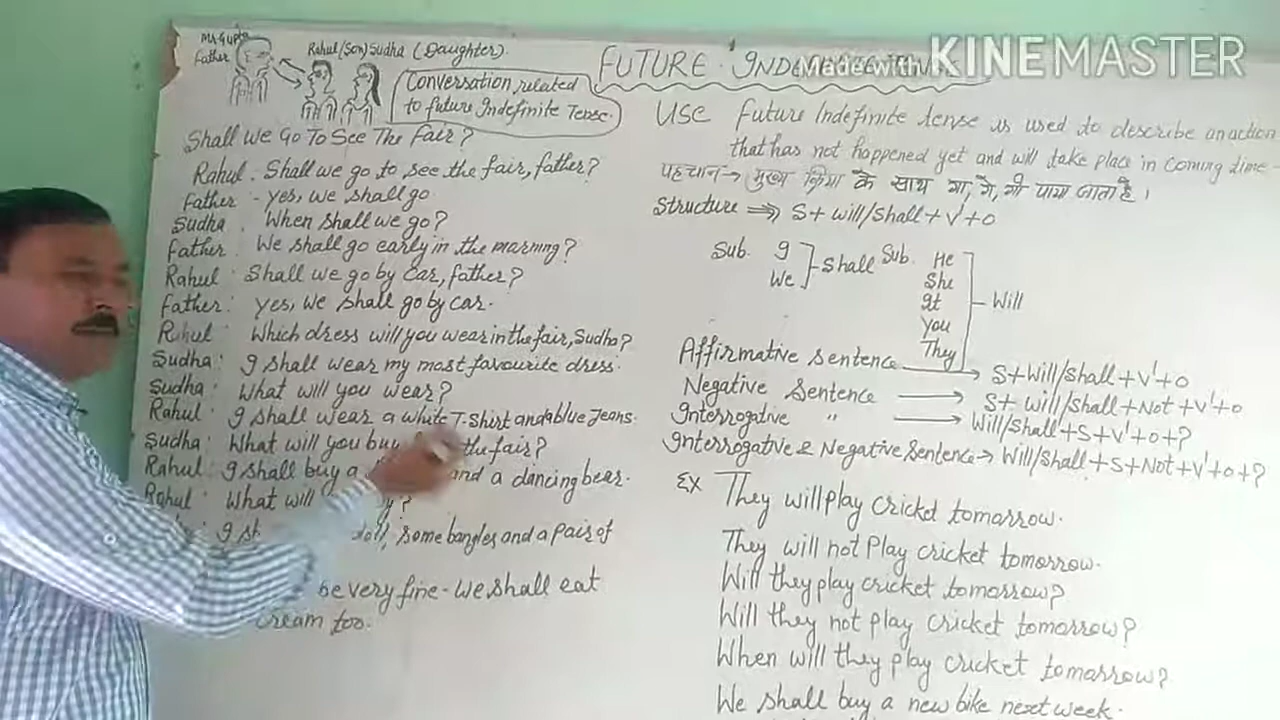 Mr. Gupta
Father
Rahul (Son) Sudha (Daughter).
Conversation related
to future Indefinite Tense.
Shall We Go To See The Fair?
Rahul . Shall we go to see the fair, father?
Father - yes, we shall go
Sudha . When shall we go?
Father . We shall go early in the marning?
Rahul . Shall we go by Car, father?
Father : yes, we shall go by car.
Rahul : Which dress will you wear in the fair, Sudha?
Sudha : I shall wear my most favourite dress.
Sudha : What will you wear?
Rahul : I shall wear a white T-Shirt and a blue Jeans.
Sudha : What will you buy the fair?
Rahul : I shall buy a and a dancing bear.
Rahul What will ?
I doll, some bangles and a pair of
be very fine - We shall eat
cream too.
FUTURE
Made with KINEMASTER
USE Future Indefinite tense is used to describe an action
that has not happened yet and will take place in coming time -
पहचान → मुख्य क्रिया के साथ गा, गे, गी पाया जाता है।
Structure ⇒ S + will/Shall + V¹ + O
Sub. I
We
Shall
Sub. He
She
It
you
They
Will
Affirmative Sentence → S + Will/Shall + V¹ + O
Negative Sentence → S + Will/Shall + Not + V¹ + O
Interrogative " → Will/Shall + S + V¹ + O + ?
Interrogative & Negative Sentence → Will/Shall + S + Not + V¹ + O + ?
Ex They will play cricket tomorrow.
They will not Play cricket tomorrow.
Will they play cricket tomorrow?
Will they not play cricket tomorrow?
When will they play cricket tomorrow?
We shall buy a new bike next week.